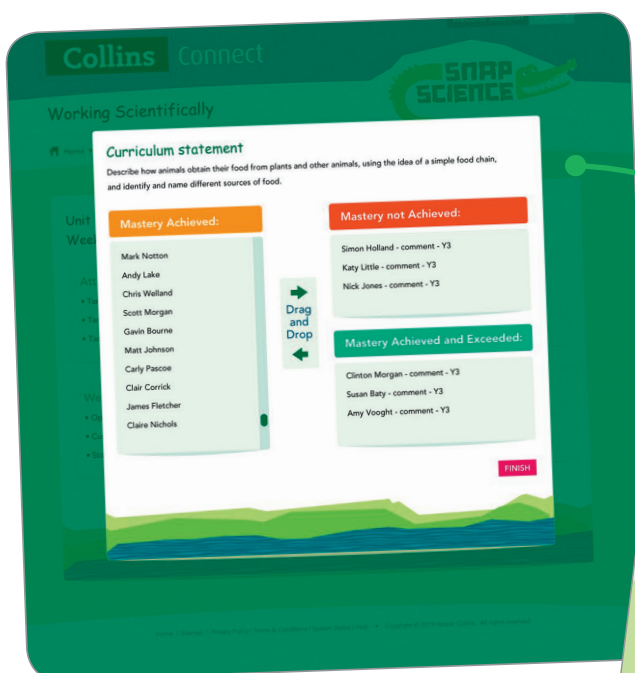 Collins Connect
SNAP
SCIENCE
Working Scientifically
Home
Curriculum statement
Describe how animals obtain their food from plants and other animals, using the idea of a simple food chain,
and identify and name different sources of food.
Unit
Week
Mastery Achieved:
Mark Notton
Andy Lake
Chris Welland
Scott Morgan
Gavin Bourne
Matt Johnson
Carly Pascoe
Clair Corrick
James Fletcher
Claire Nichols
Drag
and
Drop
Mastery not Achieved:
Simon Holland - comment - Y3
Katy Little - comment - Y3
Nick Jones - comment - Y3
Mastery Achieved and Exceeded:
Clinton Morgan - comment - Y3
Susan Baty - comment - Y3
Amy Vooght - comment - Y3
FINISH